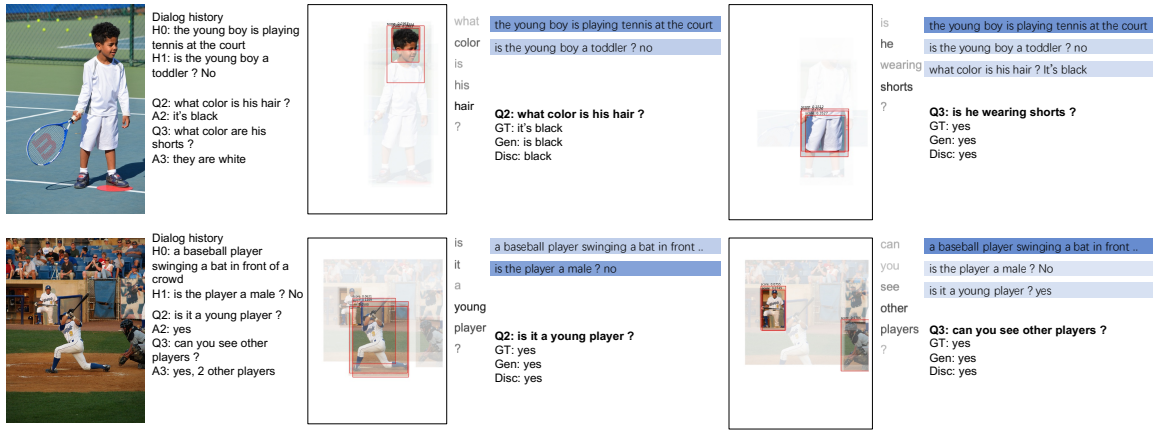 Dialog history
H0: the young boy is playing
tennis at the court
H1: is the young boy a
toddler ? No
Q2: what color is his hair ?
A2: it's black
Q3: what color are his
shorts ?
A3: they are white
what
color
is
his
hair
?
the young boy is playing tennis at the court
is the young boy a toddler ? no
Q2: what color is his hair ?
GT: it's black
Gen: is black
Disc: black
is
he
wearing
shorts
?
the young boy is playing tennis at the court
is the young boy a toddler ? no
what color is his hair ? It's black
Q3: is he wearing shorts ?
GT: yes
Gen: yes
Disc: yes
Dialog history
H0: a baseball player
swinging a bat in front of a
crowd
H1: is the player a male ? No
Q2: is it a young player ?
A2: yes
Q3: can you see other
players ?
A3: yes, 2 other players
is
it
a
young
player
?
a baseball player swinging a bat in front ..
is the player a male ? no
Q2: is it a young player ?
GT: yes
Gen: yes
Disc: yes
can
you
see
other
players
?
a baseball player swinging a bat in front ..
is the player a male ? No
is it a young player ? yes
Q3: can you see other players ?
GT: yes
Gen: yes
Disc: yes